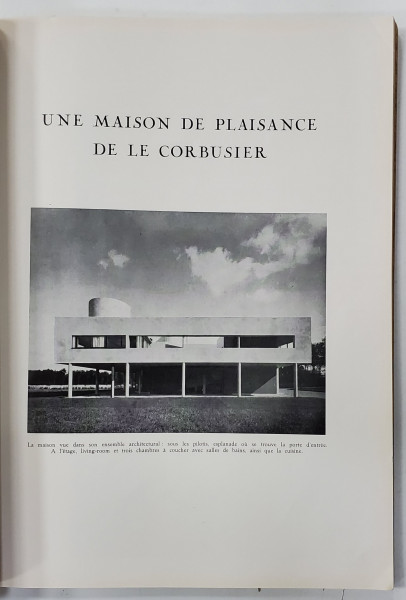 UNE MAISON DE PLAISANCE
DE LE CORBUSIER
La maison vue dans son ensemble architectural : sous les pilotis, esplanade où se trouve la porte d'entrée.
A l'étage, living-room et trois chambres à coucher avec salles de bains, ainsi que la cuisine.